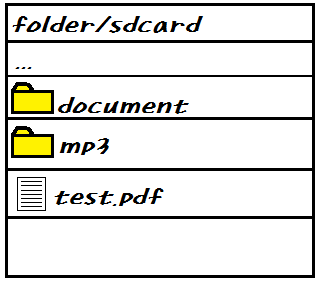 folder/sdcard
...
document
mp3
test.pdf